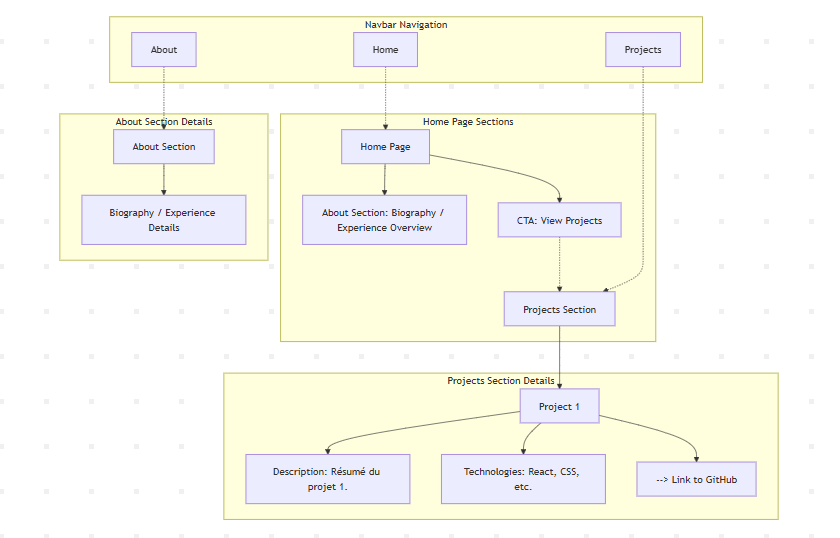 Navbar Navigation
About
Home
Projects
About Section Details
Home Page Sections
About Section
Home Page
Biography / Experience
Details
About Section: Biography /
Experience Overview
CTA: View Projects
Projects Section
Projects Section Details
Project 1
Description: Résumé du
projet 1.
Technologies: React, CSS,
etc.
--> Link to GitHub